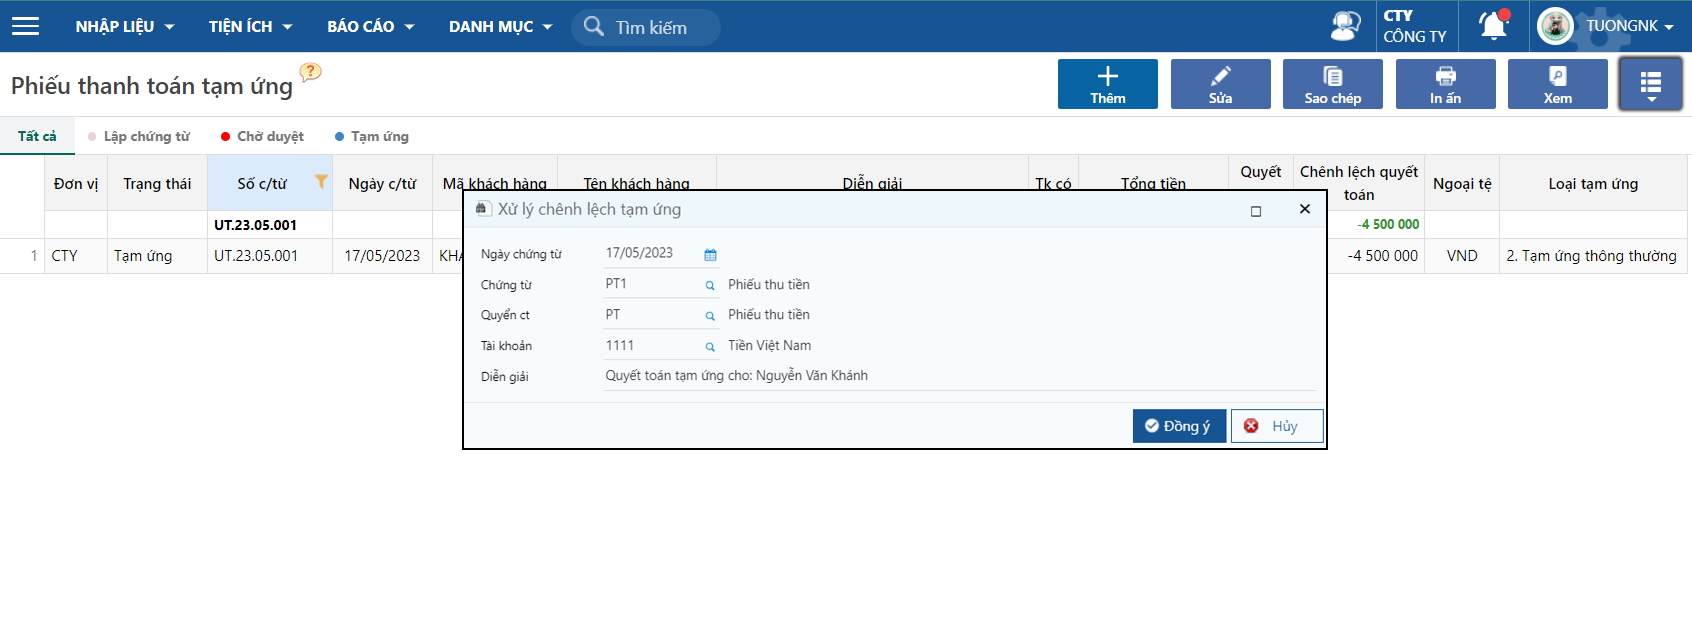 NHẬP LIỆU TIỆN ÍCH BÁO CÁO DANH MỤC Tìm kiếm CTY CÔNG TY TUONGNK
Phiếu thanh toán tạm ứng ?
Thêm Sửa Sao chép In ấn Xem
Tất cả Lập chứng từ Chờ duyệt Tạm ứng
Đơn vị Trạng thái Số c/từ Ngày c/từ Mã khách hàng Tên khách hàng Diễn giải Tk có Tổng tiền Quyết Chênh lệch quyết toán Ngoại tệ Loại tạm ứng
UT.23.05.001 -4 500 000
1 CTY Tạm ứng UT.23.05.001 17/05/2023 -4 500 000 VND 2. Tạm ứng thông thường
Xử lý chênh lệch tạm ứng
Ngày chứng từ 17/05/2023
Chứng từ PT1 Phiếu thu tiền
Quyển ct PT Phiếu thu tiền
Tài khoản 1111 Tiền Việt Nam
Diễn giải Quyết toán tạm ứng cho: Nguyễn Văn Khánh
Đồng ý Hủy